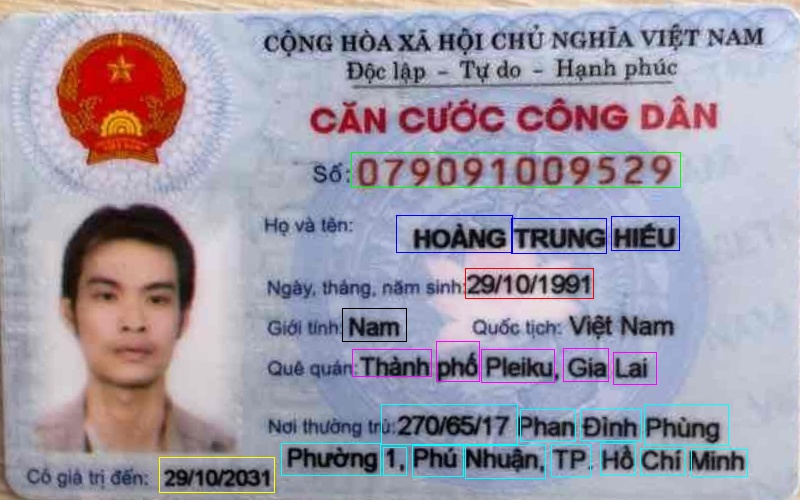 CỘNG HÒA XÃ HỘI CHỦ NGHĨA VIỆT NAM
Độc lập - Tự do - Hạnh phúc
CĂN CƯỚC CÔNG DÂN
Số: 079091009529
Họ và tên: HOÀNG TRUNG HIẾU
Ngày, tháng, năm sinh: 29/10/1991
Giới tính: Nam Quốc tịch: Việt Nam
Quê quán: Thành phố Pleiku, Gia Lai
Nơi thường trú: 270/65/17 Phan Đình Phùng
Phường 1, Phú Nhuận, TP. Hồ Chí Minh
Có giá trị đến: 29/10/2031